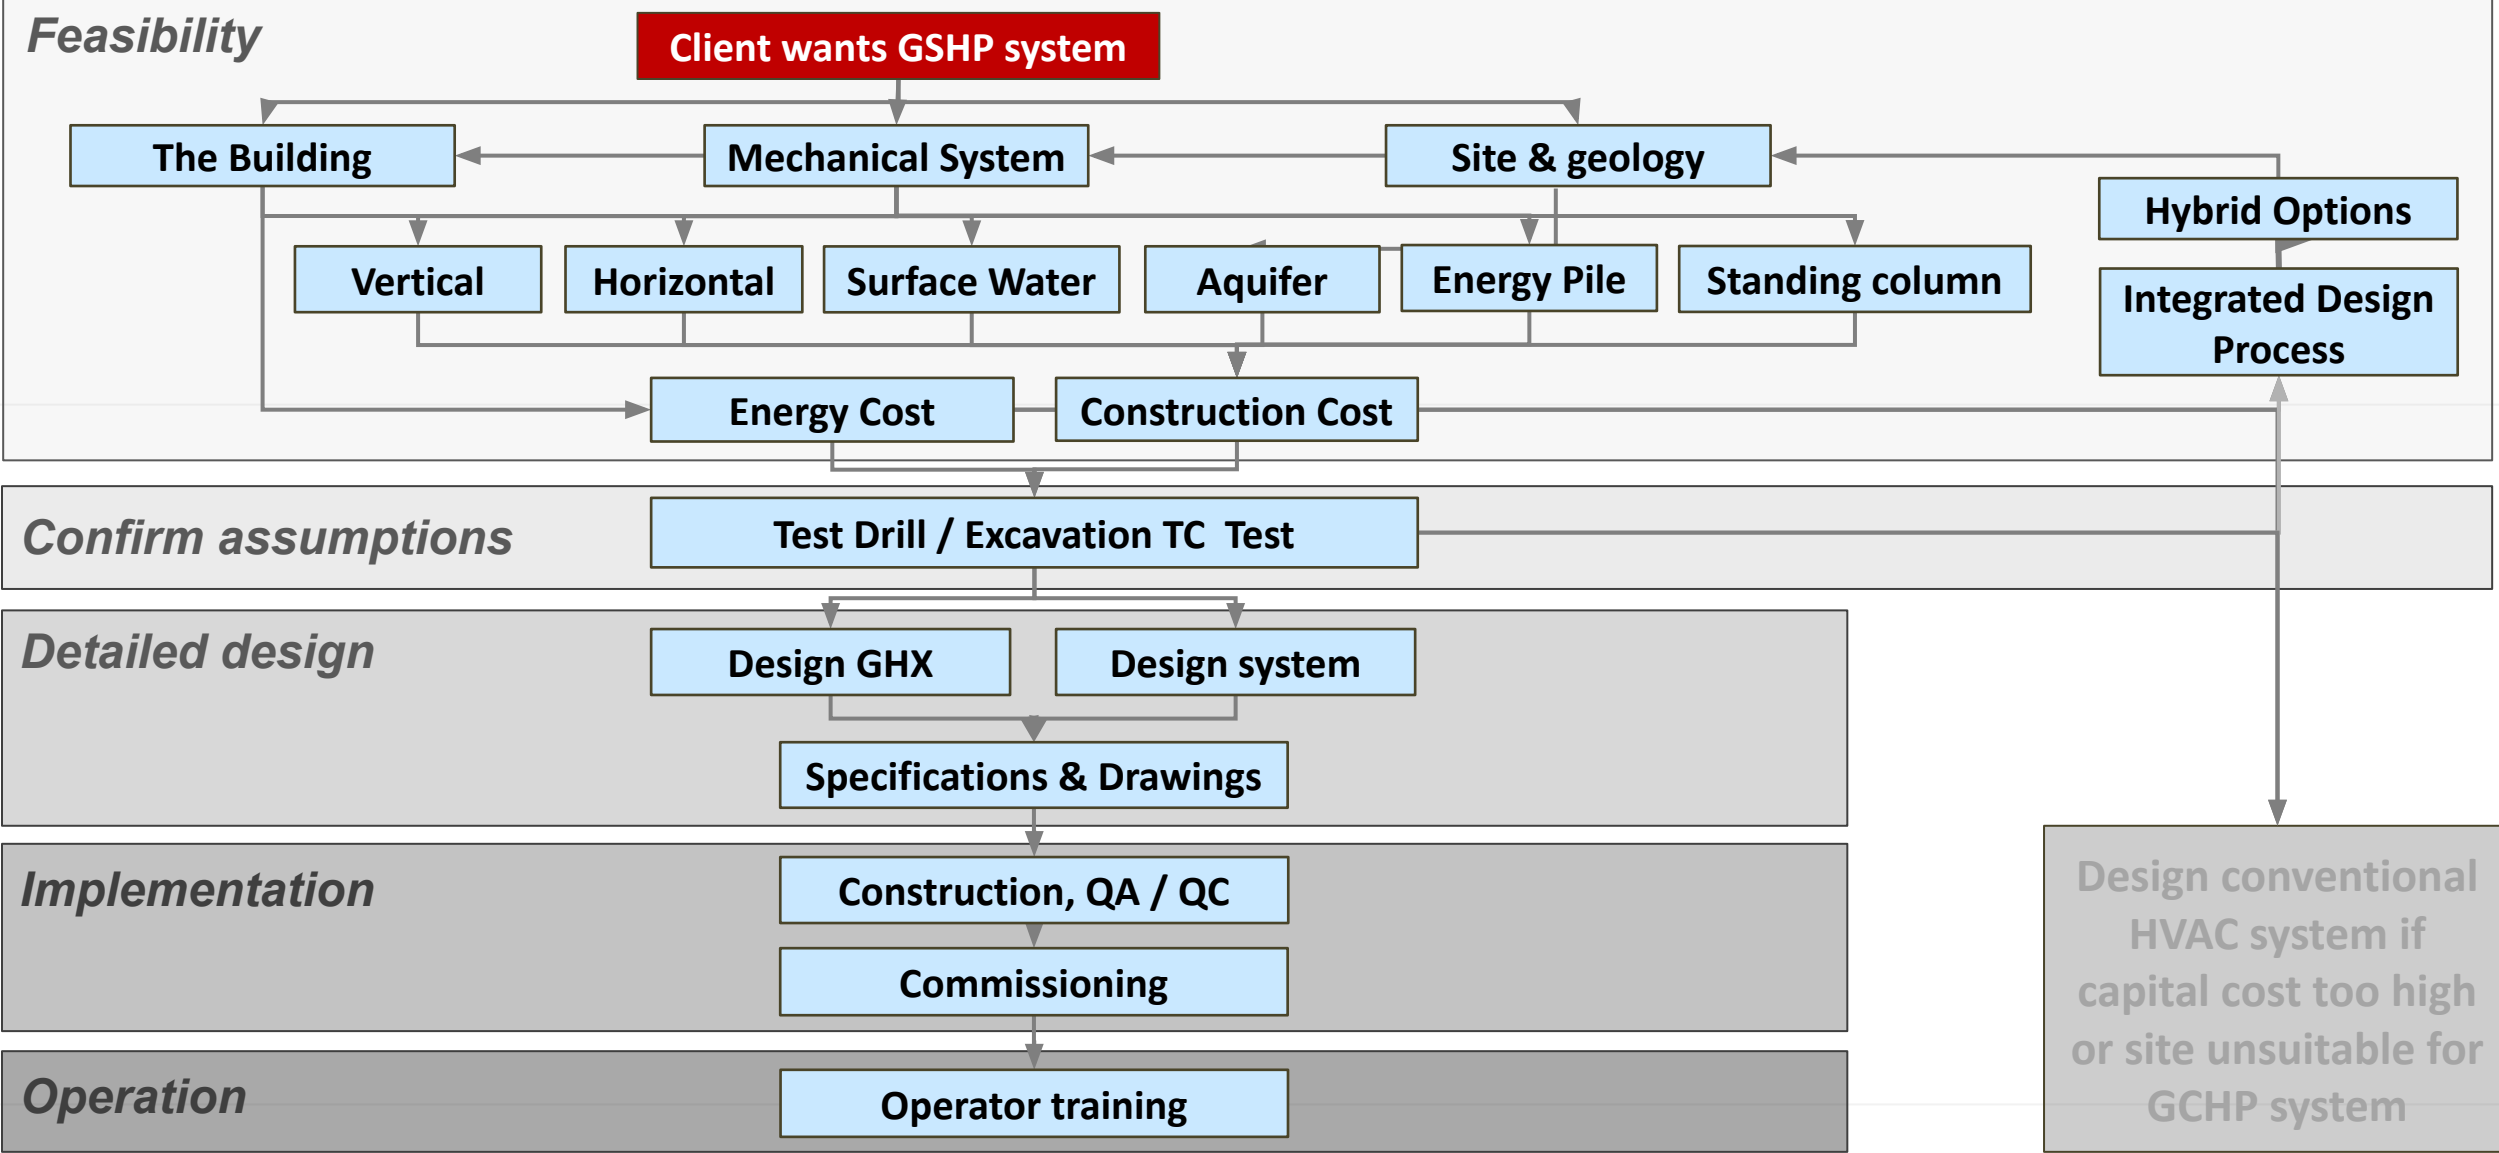 Feasibility
Client wants GSHP system
The Building
Mechanical System
Site & geology
Hybrid Options
Vertical
Horizontal
Surface Water
Aquifer
Energy Pile
Standing column
Integrated Design
Process
Energy Cost
Construction Cost
Confirm assumptions
Test Drill / Excavation TC  Test
Detailed design
Design GHX
Design system
Specifications & Drawings
Implementation
Construction, QA / QC
Commissioning
Operation
Operator training
Design conventional
HVAC system if
capital cost too high
or site unsuitable for
GCHP system